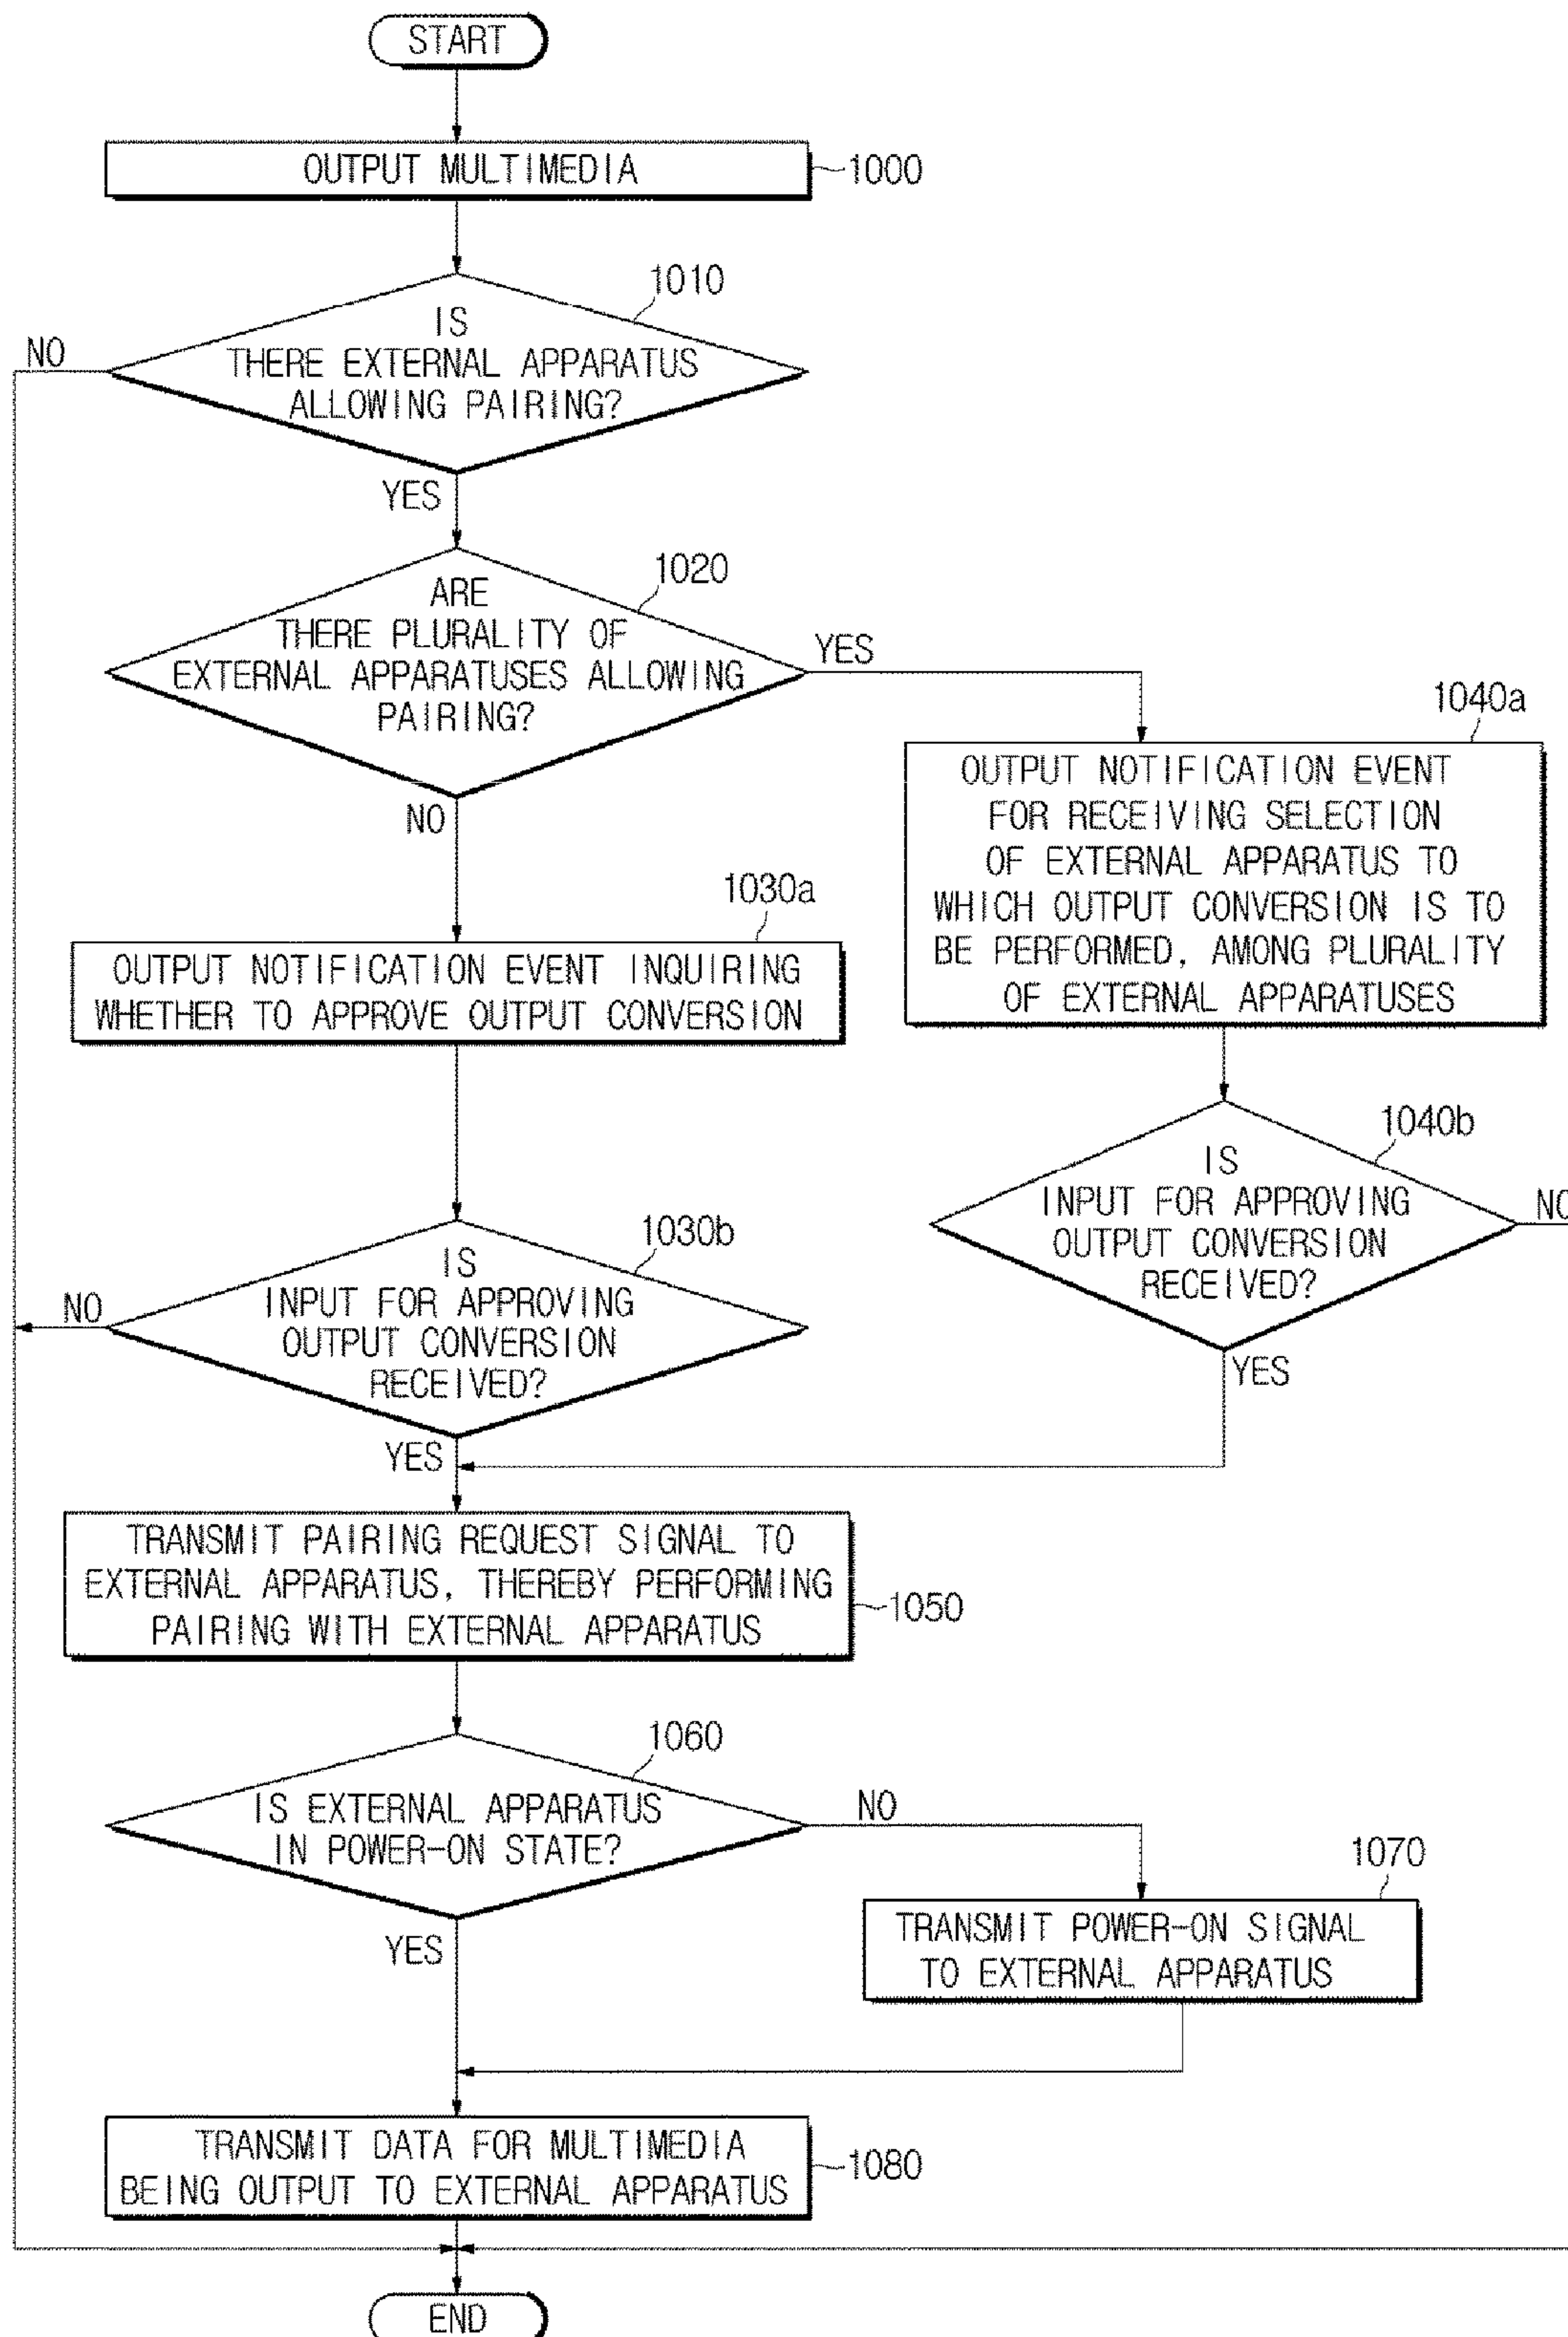 START
OUTPUT MULTIMEDIA
1000
1010
IS
THERE EXTERNAL APPARATUS
ALLOWING PAIRING?
NO
YES
1020
ARE
THERE PLURALITY OF
EXTERNAL APPARATUSES ALLOWING
PAIRING?
YES
NO
1040a
OUTPUT NOTIFICATION EVENT
FOR RECEIVING SELECTION
OF EXTERNAL APPARATUS TO
WHICH OUTPUT CONVERSION IS TO
BE PERFORMED, AMONG PLURALITY
OF EXTERNAL APPARATUSES
1030a
OUTPUT NOTIFICATION EVENT INQUIRING
WHETHER TO APPROVE OUTPUT CONVERSION
1040b
IS
INPUT FOR APPROVING
OUTPUT CONVERSION
RECEIVED?
NO
YES
1030b
IS
INPUT FOR APPROVING
OUTPUT CONVERSION
RECEIVED?
NO
YES
TRANSMIT PAIRING REQUEST SIGNAL TO
EXTERNAL APPARATUS, THEREBY PERFORMING
PAIRING WITH EXTERNAL APPARATUS
1050
1060
IS EXTERNAL APPARATUS
IN POWER-ON STATE?
NO
YES
1070
TRANSMIT POWER-ON SIGNAL
TO EXTERNAL APPARATUS
TRANSMIT DATA FOR MULTIMEDIA
BEING OUTPUT TO EXTERNAL APPARATUS
1080
END